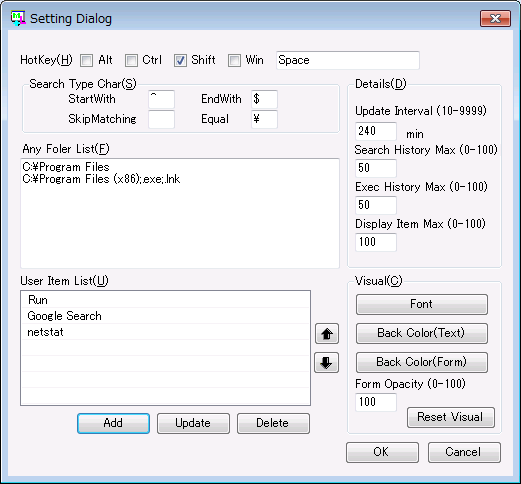 Setting Dialog
HotKey(H) Alt Ctrl Shift Win Space
Search Type Char(S)
StartWith ^ EndWith $
SkipMatching Equal ¥
Any Foler List(F)
C:¥Program Files
C:¥Program Files (x86);.exe;.lnk
User Item List(U)
Run
Google Search
netstat
Add Update Delete
Details(D)
Update Interval (10-9999)
240 min
Search History Max (0-100)
50
Exec History Max (0-100)
50
Display Item Max (0-100)
100
Visual(C)
Font
Back Color(Text)
Back Color(Form)
Form Opacity (0-100)
100
Reset Visual
OK Cancel